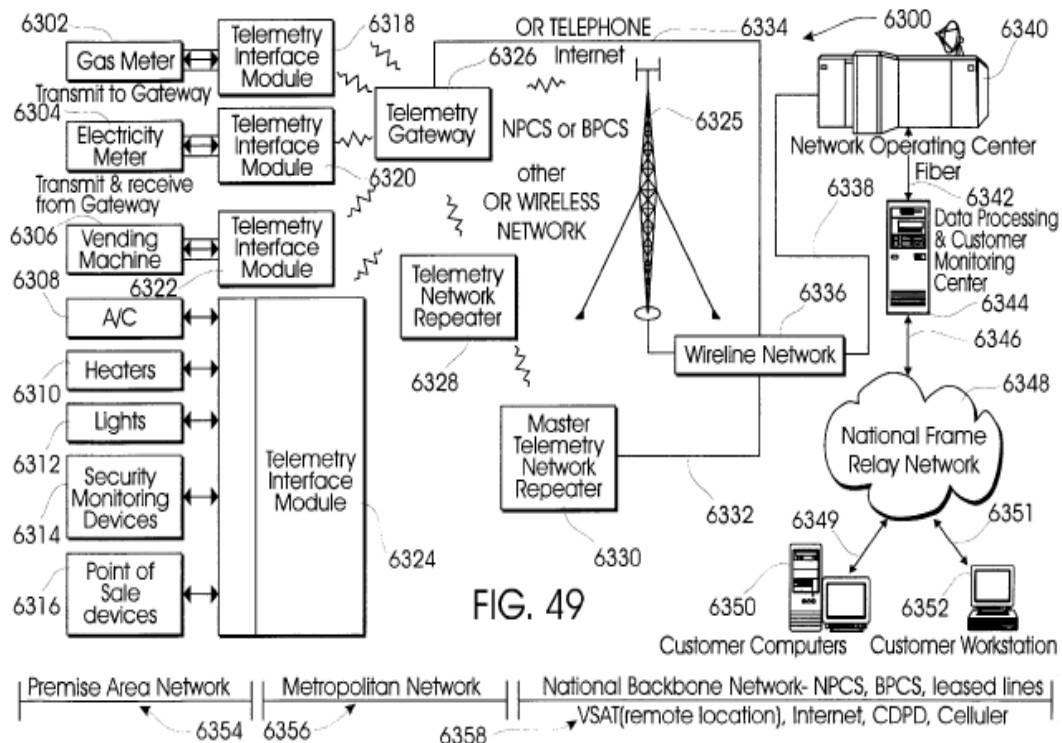 6302
Gas Meter
Transmit to Gateway
6304
Electricity
Meter
Transmit & receive
from Gateway
6306
Vending
Machine
6308
A/C
6310
Heaters
6312
Lights
6314
Security
Monitoring
Devices
6316
Point of
Sale
devices
Telemetry
Interface
Module
6318
Telemetry
Interface
Module
6320
Telemetry
Interface
Module
6322
Telemetry
Interface
Module
6324
OR TELEPHONE
6334
Internet
6326
Telemetry
Gateway
NPCS or BPCS
other
OR WIRELESS
NETWORK
6325
Telemetry
Network
Repeater
6328
Master
Telemetry
Network
Repeater
6330
6332
6336
Wireline Network
6338
6300
6340
Network Operating Center
Fiber
6342
Data Processing
& Customer
Monitoring
Center
6344
6346
6348
National Frame
Relay Network
6349
6351
6350
Customer Computers
6352
Customer Workstation
FIG. 49
Premise Area Network
6354
Metropolitan Network
6356
National Backbone Network- NPCS, BPCS, leased lines
VSAT(remote location), Internet, CDPD, Celluler
6358